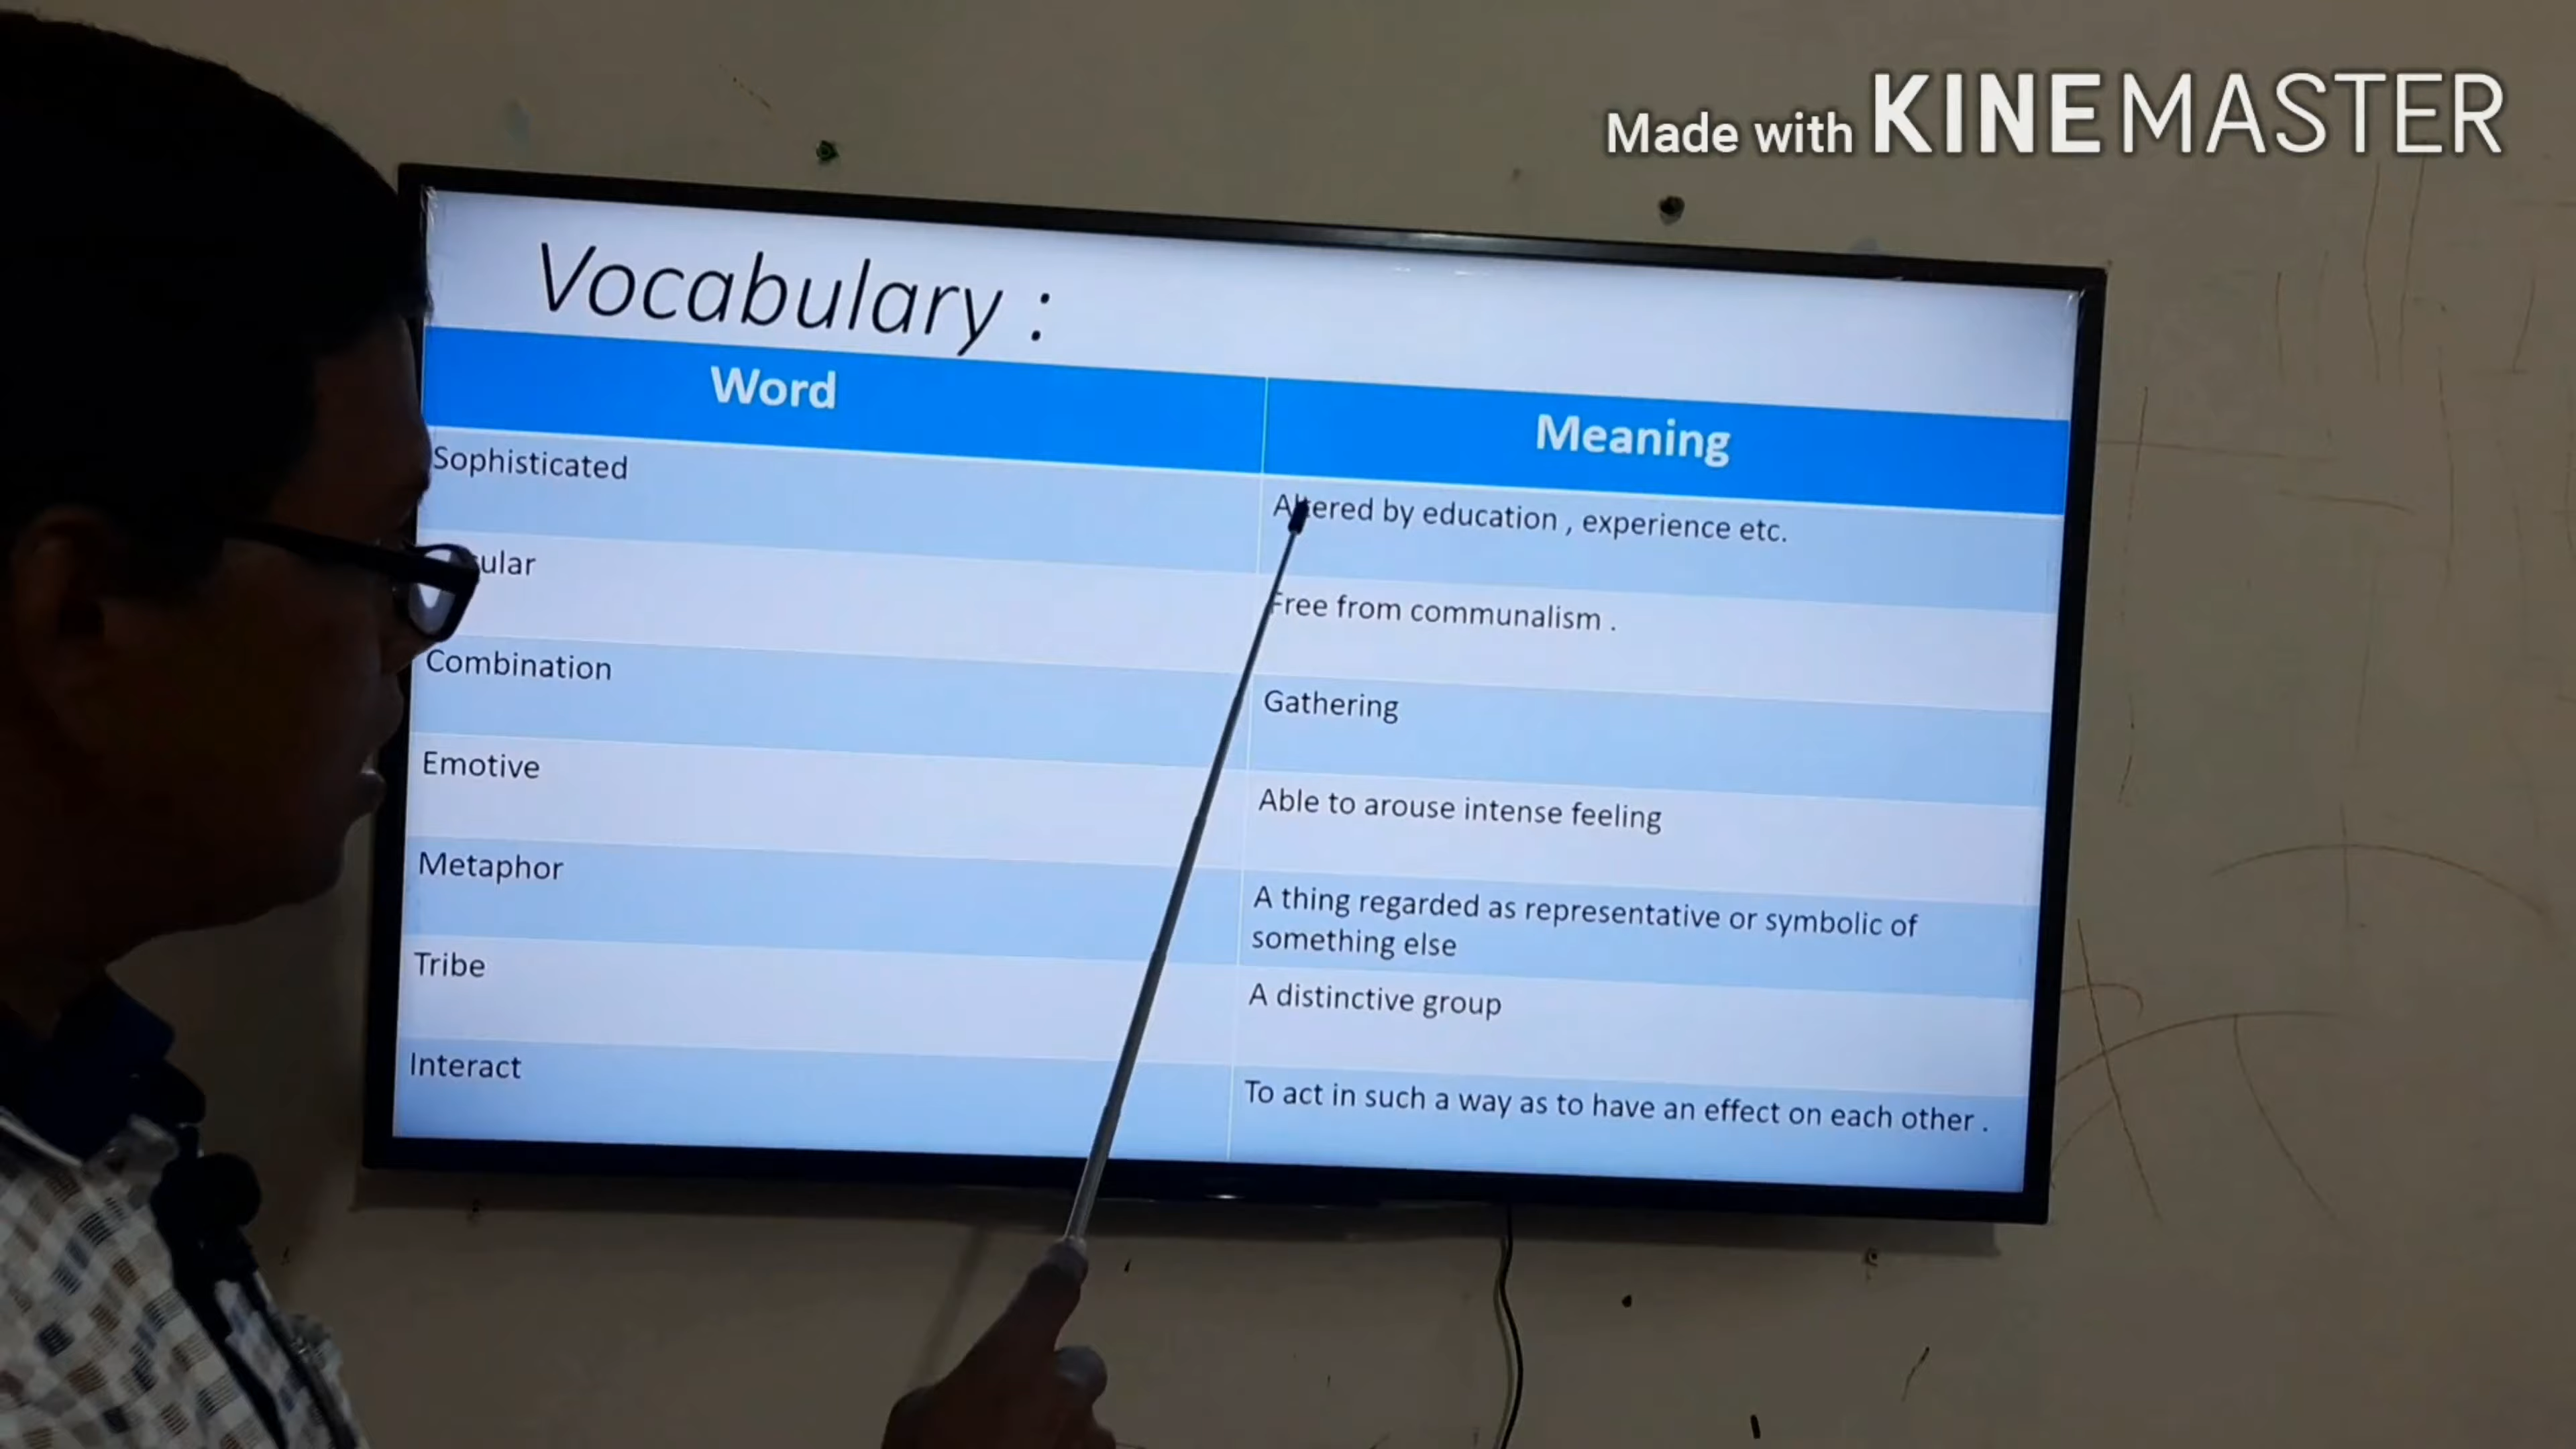 Made with KINEMASTER
Vocabulary :
Word Meaning
Sophisticated Altered by education , experience etc.
Free from communalism .
Combination Gathering
Emotive Able to arouse intense feeling
Metaphor A thing regarded as representative or symbolic of
something else
Tribe A distinctive group
Interact To act in such a way as to have an effect on each other .